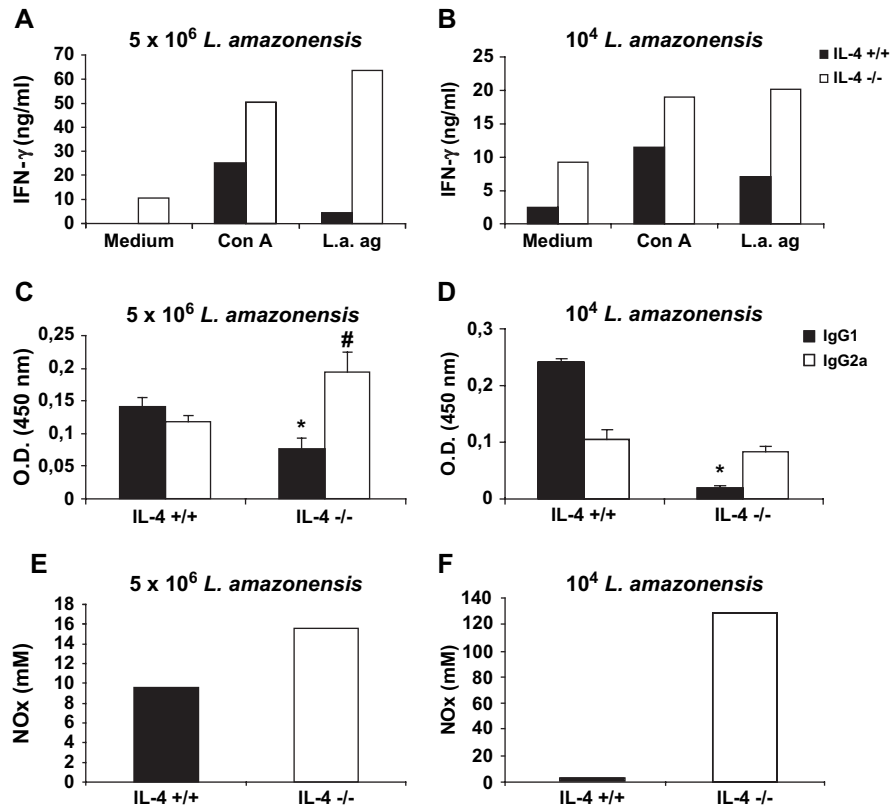 A
5 x 10⁶ L. amazonensis
IFN-γ (ng/ml)
70
60
50
40
30
20
10
0
Medium
Con A
L.a. ag
B
10⁴ L. amazonensis
IFN-γ (ng/ml)
25
20
15
10
5
0
Medium
Con A
L.a. ag
IL-4 +/+
IL-4 -/-
C
5 x 10⁶ L. amazonensis
O.D. (450 nm)
0,25
0,2
0,15
0,1
0,05
0
*
#
IL-4 +/+
IL-4 -/-
D
10⁴ L. amazonensis
O.D. (450 nm)
0,3
0,2
0,1
0
*
IL-4 +/+
IL-4 -/-
IgG1
IgG2a
E
5 x 10⁶ L. amazonensis
NOx (mM)
18
16
14
12
10
8
6
4
2
0
IL-4 +/+
IL-4 -/-
F
10⁴ L. amazonensis
NOx (mM)
140
120
100
80
60
40
20
0
IL-4 +/+
IL-4 -/-